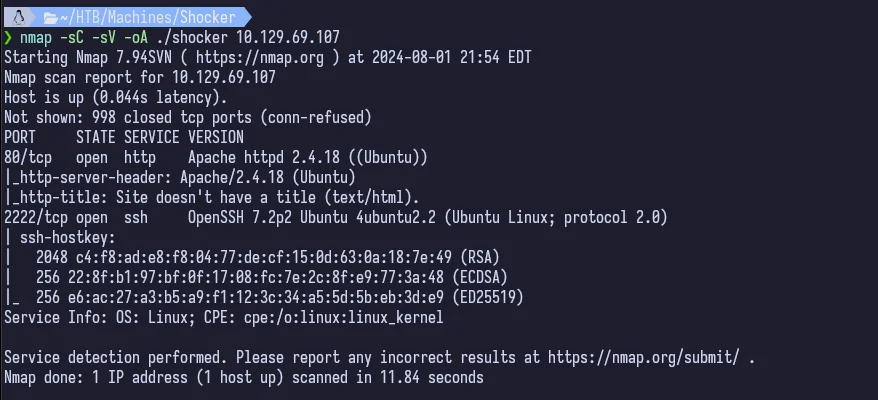 ~/HTB/Machines/Shocker
❯ nmap -sC -sV -oA ./shocker 10.129.69.107
Starting Nmap 7.94SVN ( https://nmap.org ) at 2024-08-01 21:54 EDT
Nmap scan report for 10.129.69.107
Host is up (0.044s latency).
Not shown: 998 closed tcp ports (conn-refused)
PORT     STATE SERVICE VERSION
80/tcp   open  http    Apache httpd 2.4.18 ((Ubuntu))
|_http-server-header: Apache/2.4.18 (Ubuntu)
|_http-title: Site doesn't have a title (text/html).
2222/tcp open  ssh     OpenSSH 7.2p2 Ubuntu 4ubuntu2.2 (Ubuntu Linux; protocol 2.0)
| ssh-hostkey:
|   2048 c4:f8:ad:e8:f8:04:77:de:cf:15:0d:63:0a:18:7e:49 (RSA)
|   256 22:8f:b1:97:bf:0f:17:08:fc:7e:2c:8f:e9:77:3a:48 (ECDSA)
|_  256 e6:ac:27:a3:b5:a9:f1:12:3c:34:a5:5d:5b:eb:3d:e9 (ED25519)
Service Info: OS: Linux; CPE: cpe:/o:linux:linux_kernel
Service detection performed. Please report any incorrect results at https://nmap.org/submit/ .
Nmap done: 1 IP address (1 host up) scanned in 11.84 seconds